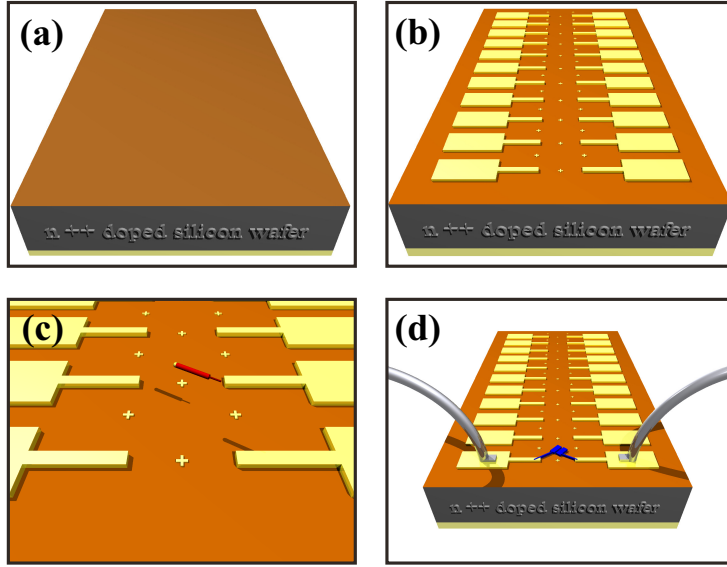 (a)
n ++ doped silicon wafer
(b)
n ++ doped silicon wafer
(c)
(d)
n ++ doped silicon wafer